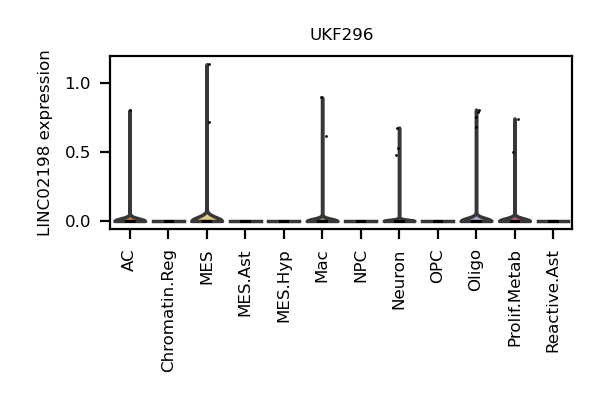 UKF296
LINC02198 expression
1.0
0.5
0.0
AC
Chromatin.Reg
MES
MES.Ast
MES.Hyp
Mac
NPC
Neuron
OPC
Oligo
Prolif.Metab
Reactive.Ast